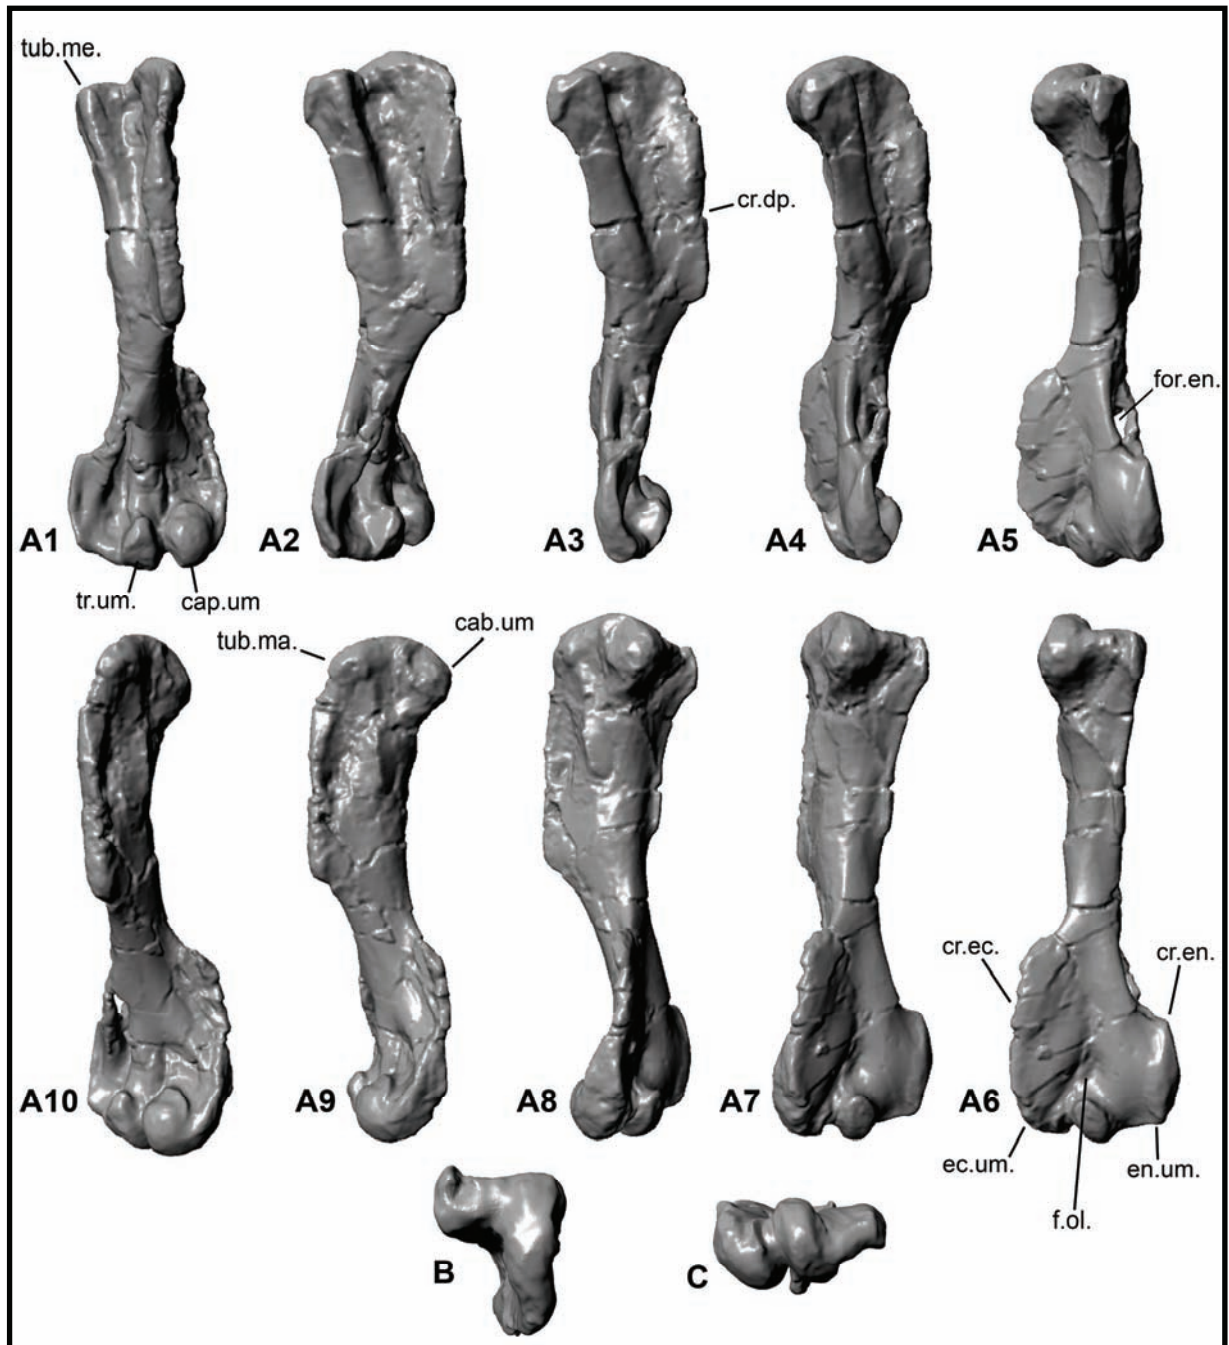 tub.me.
cr.dp.
for.en.
A1
A2
A3
A4
A5
tr.um.
cap.um
tub.ma.
cab.um
cr.ec.
cr.en.
A10
A9
A8
A7
A6
ec.um.
en.um.
f.ol.
B
C